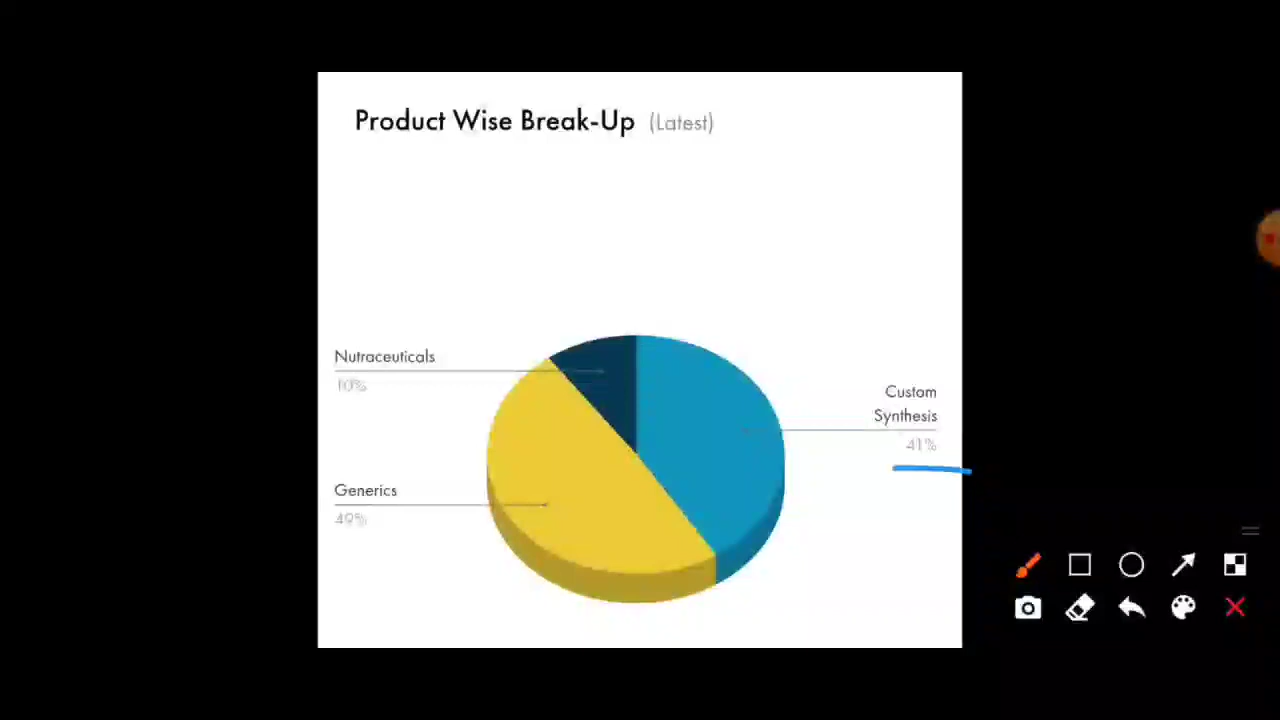 Product Wise Break-Up (Latest)
Nutraceuticals
10%
Custom
Synthesis
41%
Generics
49%